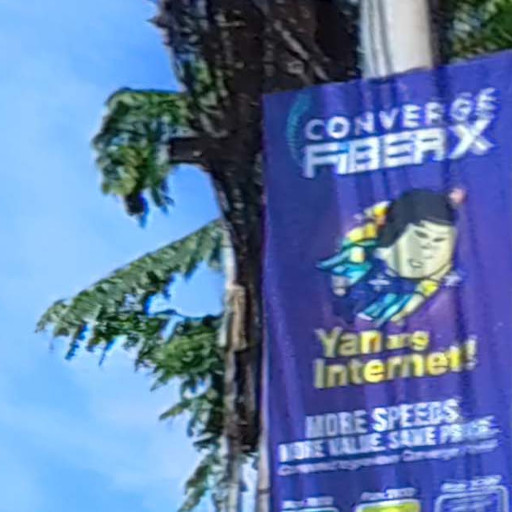 CONVERGE
FiBERX
Yan ang
Internet!
MORE SPEEDS.
MORE VALUE. SAME PRICE.